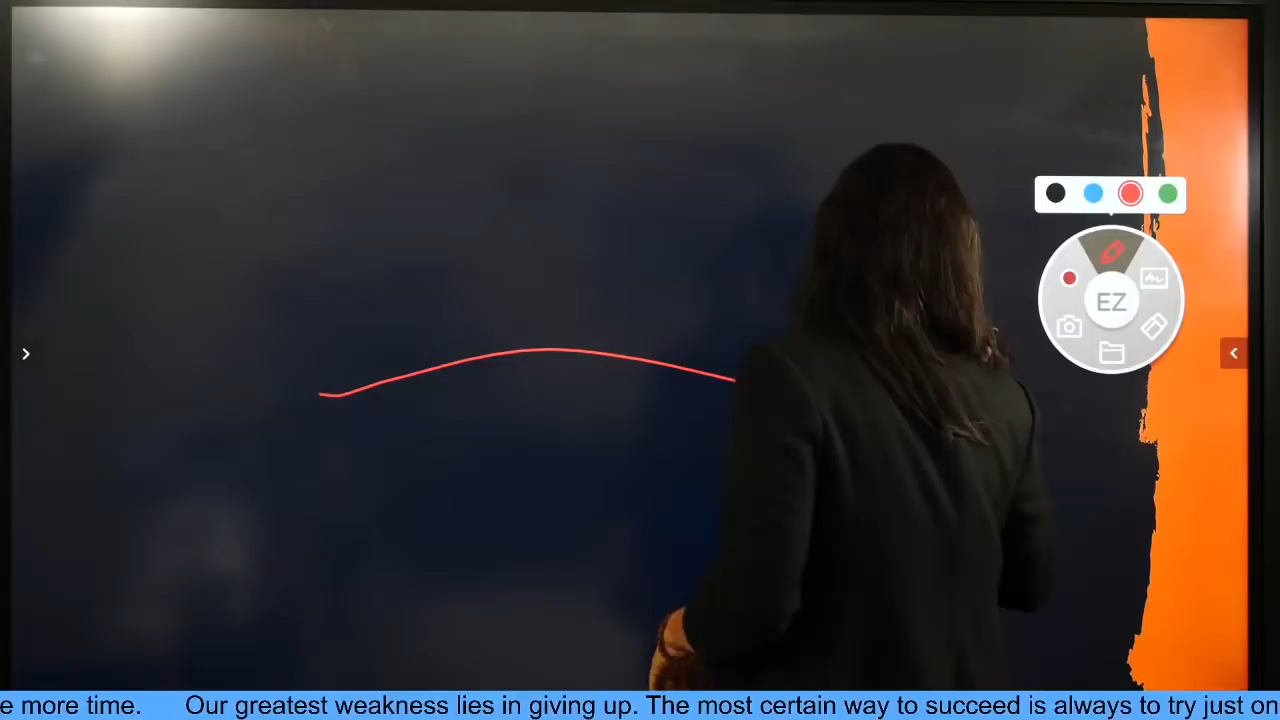 EZ
e more time. Our greatest weakness lies in giving up. The most certain way to succeed is always to try just on